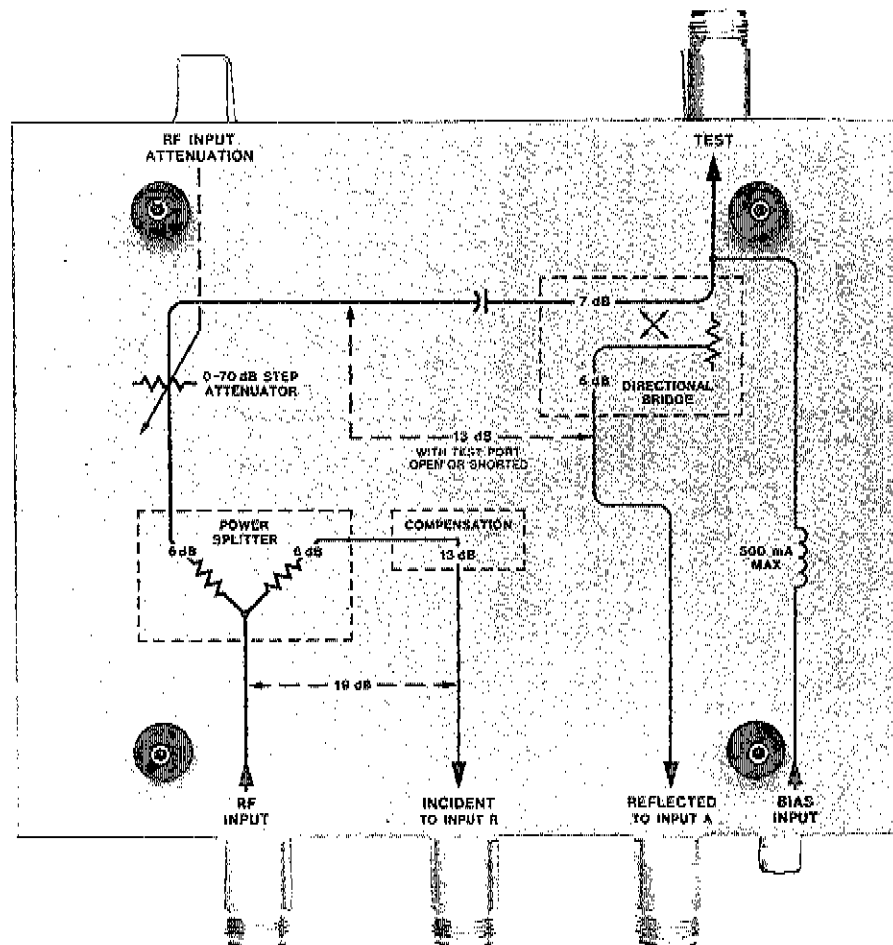 RF INPUT
ATTENUATION
TEST
7 dB
0-70 dB STEP
ATTENUATOR
6 dB
DIRECTIONAL
BRIDGE
13 dB
WITH TEST PORT
OPEN OR SHORTED
POWER
SPLITTER
COMPENSATION
6 dB
6 dB
13 dB
500 mA
MAX
19 dB
RF
INPUT
INCIDENT
TO INPUT R
REFLECTED
TO INPUT A
BIAS
INPUT